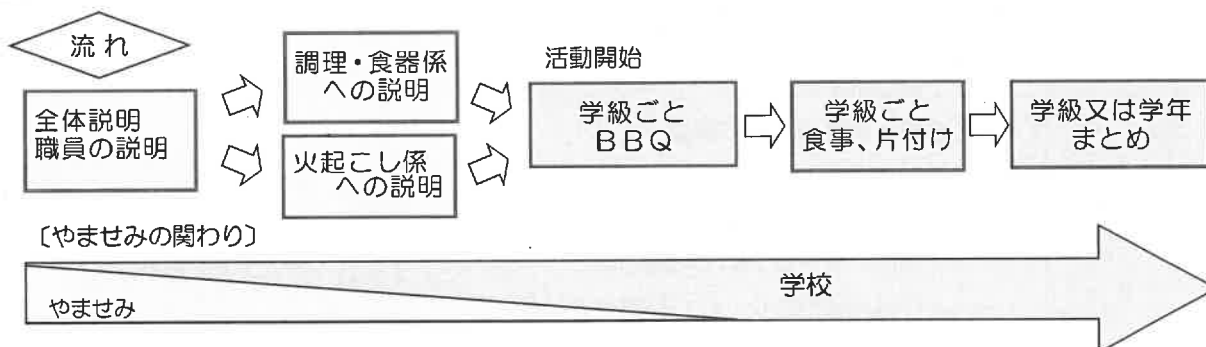 流れ
全体説明
職員の説明
調理・食器係
への説明
火起こし係
への説明
活動開始
学級ごと
ＢＢＱ
学級ごと
食事、片付け
学級又は学年
まとめ
〔やませみの関わり〕
学校
やませみ